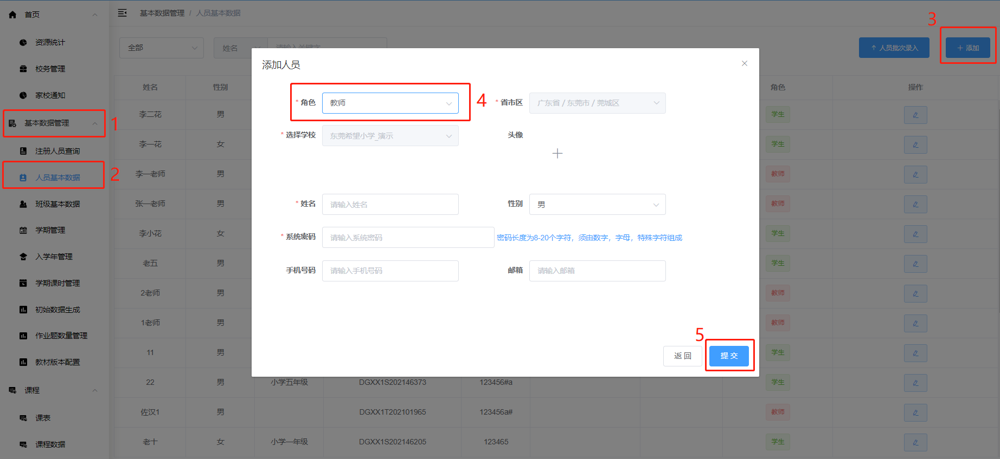 首页
资源统计
校务管理
家校通知
基本数据管理
1
注册人员查询
人员基本数据
2
班级基本数据
学期管理
入学年管理
学期课时管理
初始数据生成
作业题数量管理
教材版本配置
课程
课表
课程数据
基本数据管理 / 人员基本数据
全部
姓名
请输入关键字
人员批次录入
3
添加
姓名 性别 角色 操作
李二花 男 学生
李一花 女 学生
李一老师 男 教师
张一老师 男 教师
李小花 女 学生
老五 男 学生
2老师 男 教师
1老师 男 教师
11 男 学生
22 男 小学五年级 DGXX1S202146373 123456#a 学生
佐汉1 男 DGXX1T202101965 123456a# 教师
老十 女 小学一年级 DGXX1S202146205 123465 学生
添加人员
* 角色 教师 4 * 省市区 广东省 / 东莞市 / 莞城区
* 选择学校 东莞希望小学_演示 头像
* 姓名 请输入姓名 性别 男
* 系统密码 请输入系统密码 密码长度为8-20个字符，须由数字，字母，特殊字符组成
手机号码 请输入手机号码 邮箱 请输入邮箱
5
返 回 提 交